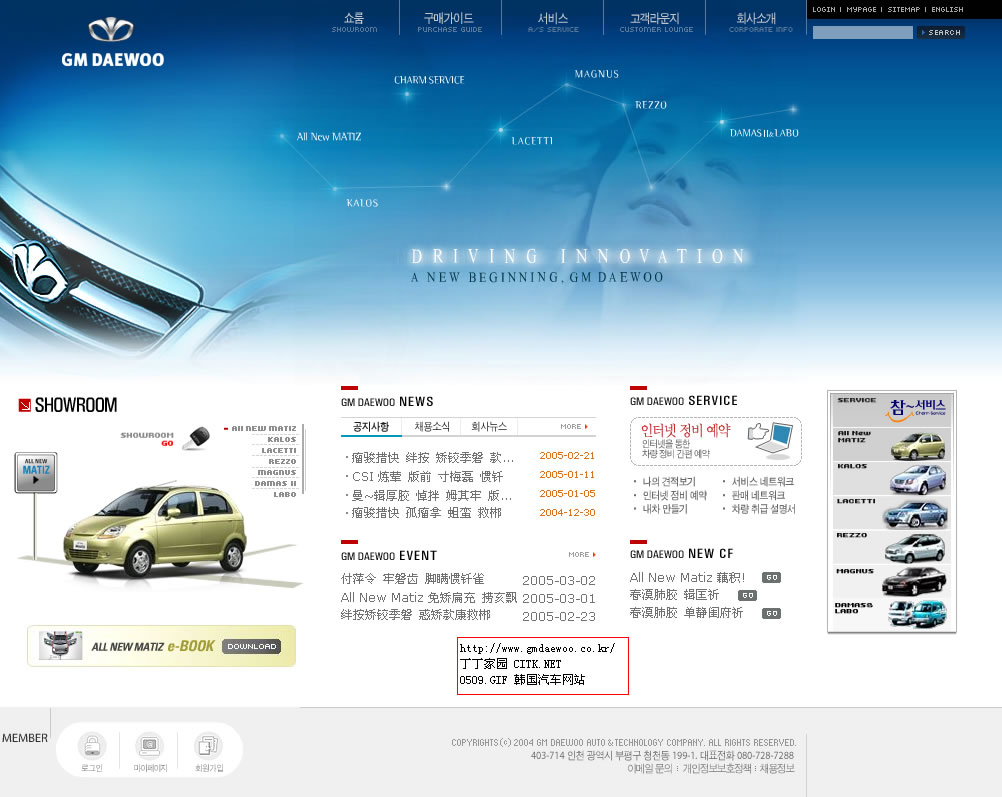 GM DAEWOO
쇼룸
SHOWROOM
구매가이드
PURCHASE GUIDE
서비스
A/S SERVICE
고객라운지
CUSTOMER LOUNGE
회사소개
CORPORATE INFO
LOGIN | MYPAGE | SITEMAP | ENGLISH
SEARCH
CHARM SERVICE
MAGNUS
REZZO
All New MATIZ
LACETTI
DAMAS II & LABO
KALOS
DRIVING INNOVATION
A NEW BEGINNING, GM DAEWOO
SHOWROOM
SHOWROOM
GO
All NEW MATIZ
KALOS
LACETTI
REZZO
MAGNUS
DAMAS II
LABO
ALL NEW
MATIZ
ALL NEW MATIZ e-BOOK DOWNLOAD
GM DAEWOO NEWS
공지사항 채용소식 회사뉴스 MORE
瘤骏措快 绊按 矫铰季磐 款... 2005-02-21
CSI 炼荤 版前 寸梅磊 惯钎 2005-01-11
曼~辑厚胶 悼拌 姆其牢 版... 2005-01-05
瘤骏措快 孤瘤拿 蛆蛮 救郴 2004-12-30
GM DAEWOO EVENT MORE
付萍令 牢磐齿 脚瞒惯钎雀 2005-03-02
All New Matiz 免矫扁充 捞亥飘 2005-03-01
绊按矫铰季磐 惑矫款康救郴 2005-02-23
GM DAEWOO SERVICE
인터넷 정비 예약
인터넷을 통한
차량 정비 간편 예약
나의 견적보기
서비스 네트워크
인터넷 정비 예약
판매 네트워크
내차 만들기
차량 취급 설명서
GM DAEWOO NEW CF
All New Matiz 藕积! GO
春漠肺胶 辑匡祈 GO
春漠肺胶 单静闺府祈 GO
SERVICE
참~서비스
Charm Service
All New
MATIZ
KALOS
LACETTI
REZZO
MAGNUS
DAMAS&
LABO
http://www.gmdaewoo.co.kr/
丁丁家园 CITK.NET
0509.GIF 韩国汽车网站
MEMBER
로그인
마이페이지
회원가입
COPYRIGHTS(c) 2004 GM DAEWOO AUTO & TECHNOLOGY COMPANY. ALL RIGHTS RESERVED.
403-714 인천 광역시 부평구 청천동 199-1, 대표전화 080-728-7288
이메일 문의 : 개인정보보호정책 : 채용정보